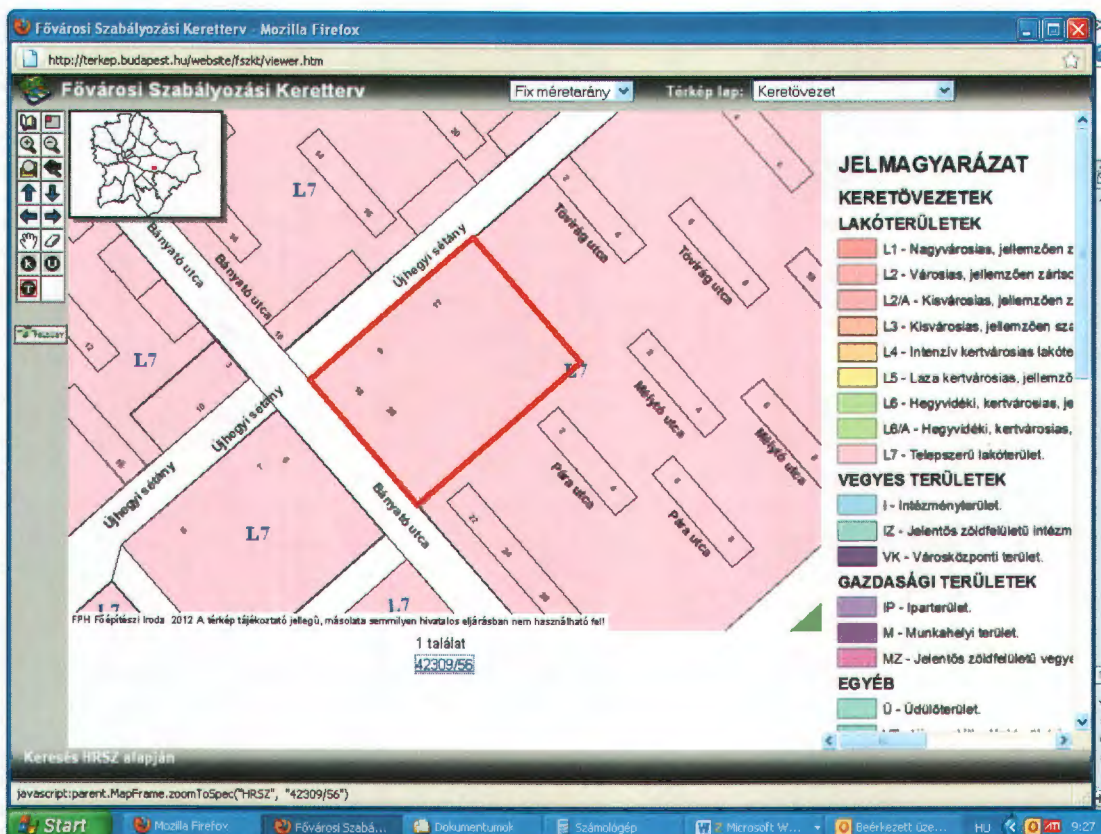 Fővárosi Szabályozási Keretterv - Mozilla Firefox
http://terkep.budapest.hu/website/fszkt/viewer.htm
Fővárosi Szabályozási Keretterv
Fix méretarány
Térkép lap:
Keretövezet
JELMAGYARÁZAT
KERETÖVEZETEK
LAKÓTERÜLETEK
L1 - Nagyvárosias, jellemzően z
L2 - Városias, jellemzően zártsc
L2/A - Kisvárosias, jellemzően z
L3 - Kisvárosias, jellemzően sza
L4 - Intenzív kertvárosias lakóte
L5 - Laza kertvárosias, jellemző
L6 - Hegyvidéki, kertvárosias, je
L6/A - Hegyvidéki, kertvárosias,
L7 - Telepszerű lakóterület.
VEGYES TERÜLETEK
I - Intézményterület.
IZ - Jelentős zöldfelületű intézm
VK - Városközponti terület.
GAZDASÁGI TERÜLETEK
IP - Iparterület.
M - Munkahelyi terület.
MZ - Jelentős zöldfelületű vegye
EGYÉB
Ü - Üdülőterület.
L7
Bányató utca
Bányató utca
Újhegyi sétány
Tóvirág utca
Tóvirág utca
L7
L7
Mélytó utca
Mélytó utca
Újhegyi sétány
Újhegyi sétány
Bányató utca
Pára utca
Pára utca
L7
L7
L7
FPH Főépítészi Iroda 2012 A térkép tájékoztató jellegű, másolata semmilyen hivatalos eljárásban nem használható fel!
1 találat
42309/56
Keresés HRSZ alapján
javascript:parent.MapFrame.zoomToSpec("HRSZ", "42309/56")
Start
Mozilla Firefox
Fővárosi Szabá...
Dokumentumok
Számológép
2 Microsoft W...
Beérkezett üze...
HU
9:27